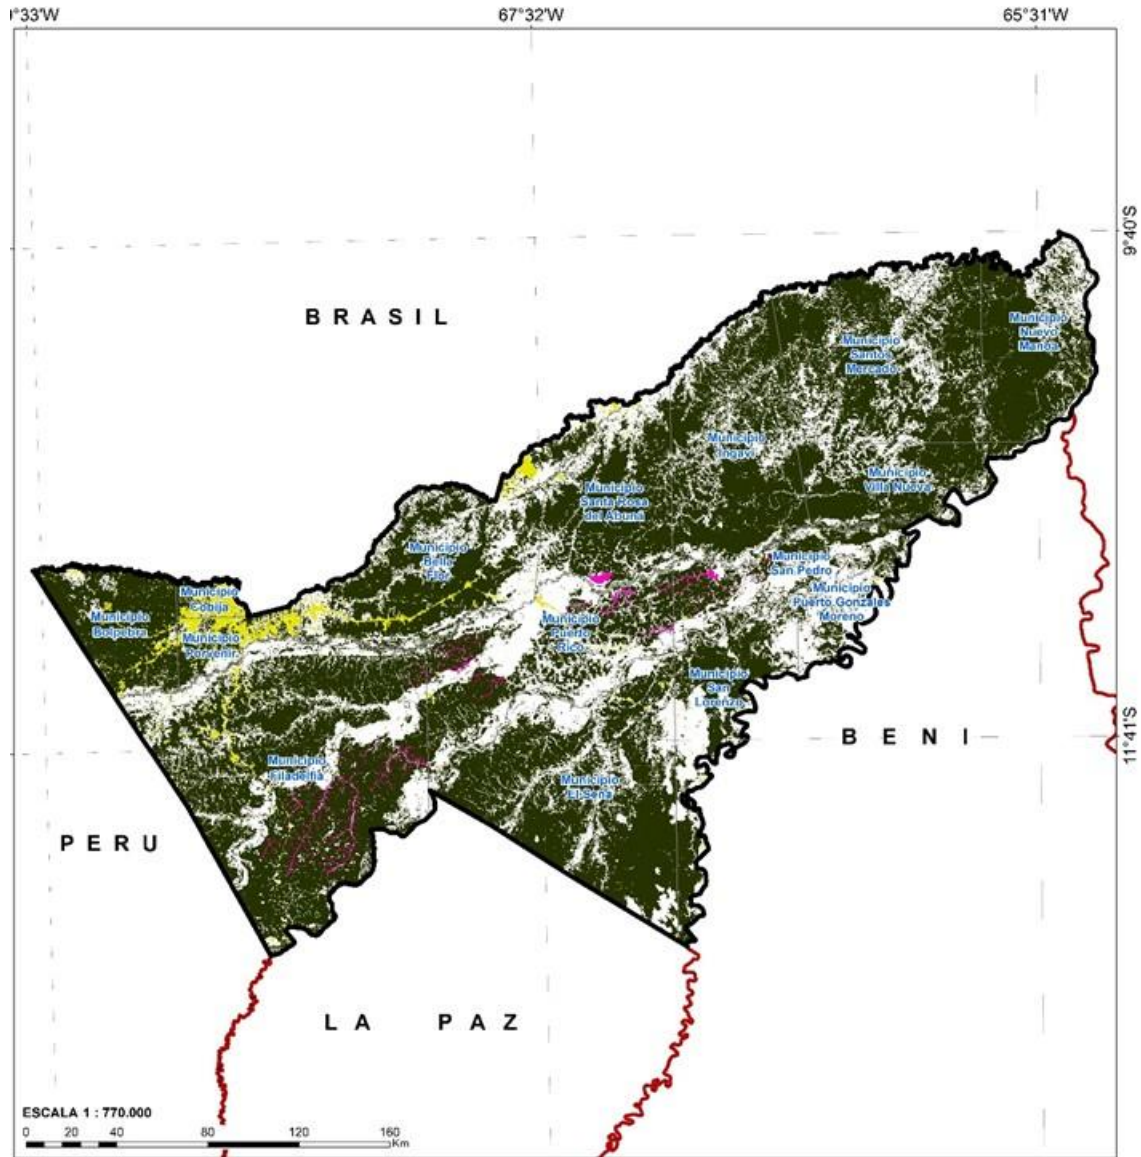 °33'W
67°32'W
65°31'W
9°40'S
BRASIL
Municipio
Nuevo
Manoa
Municipio
Santos
Mercado
Municipio
Ingavi
Municipio
Villa Nueva
Municipio
Santa Rosa
del Abuná
Municipio
Bella
Flor
Municipio
San Pedro
Municipio
Puerto Gonzáles
Moreno
Municipio
Cobija
Municipio
Bolpebra
Municipio
Porvenir
Municipio
Puerto
Rico
Municipio
San
Lorenzo
BENI
11°41'S
Municipio
Filadelfia
Municipio
El Sena
PERU
LA PAZ
ESCALA 1 : 770.000
0 20 40 80 120 160
Km